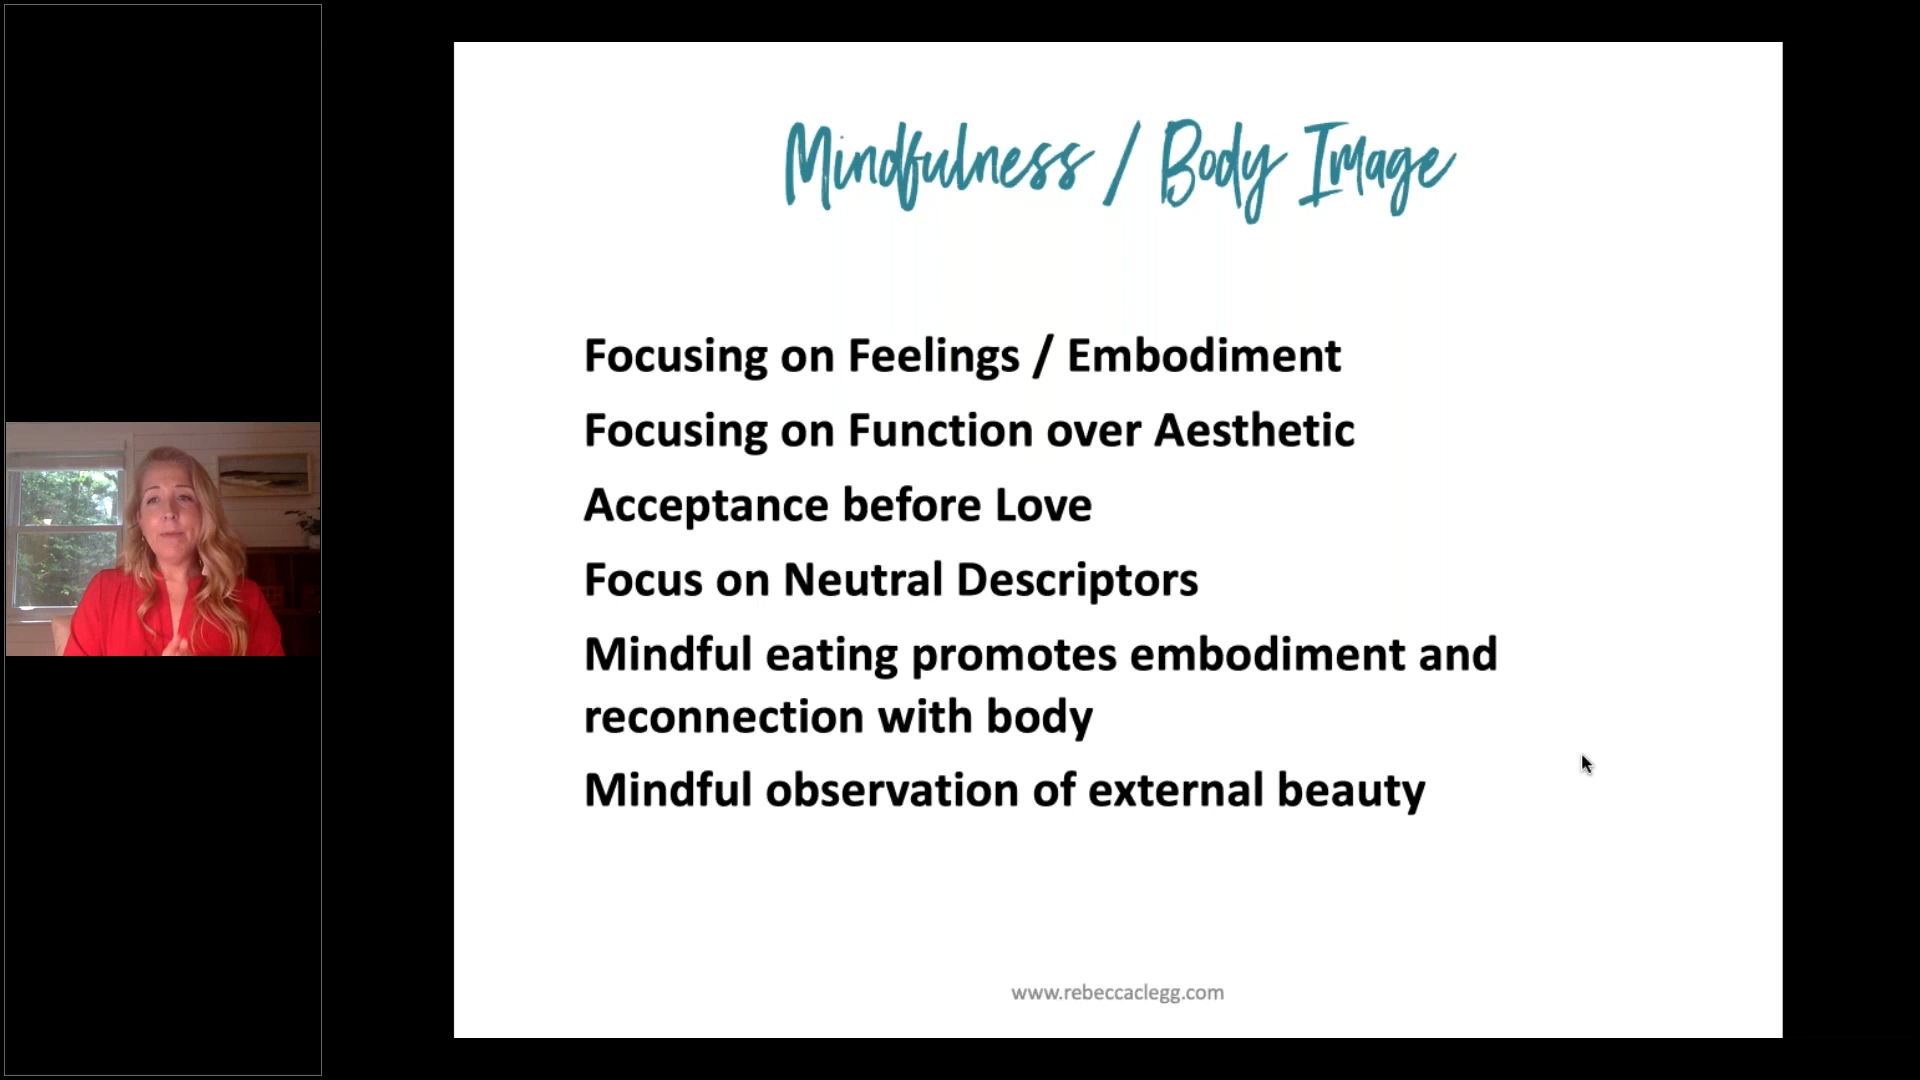 Mindfulness / Body Image
Focusing on Feelings / Embodiment
Focusing on Function over Aesthetic
Acceptance before Love
Focus on Neutral Descriptors
Mindful eating promotes embodiment and
reconnection with body
Mindful observation of external beauty
www.rebeccaclegg.com